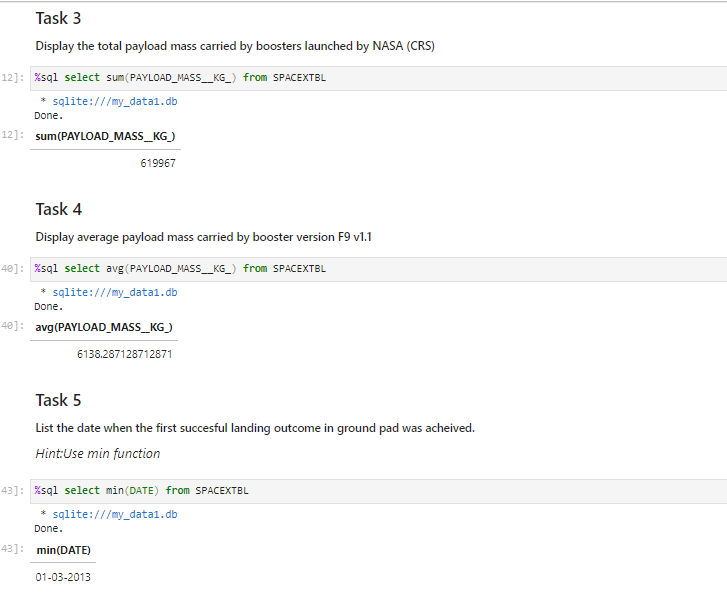 Task 3
Display the total payload mass carried by boosters launched by NASA (CRS)
12]: %sql select sum(PAYLOAD_MASS__KG_) from SPACEXTBL
* sqlite:///my_data1.db
Done.
12]: sum(PAYLOAD_MASS__KG_)
619967
Task 4
Display average payload mass carried by booster version F9 v1.1
40]: %sql select avg(PAYLOAD_MASS__KG_) from SPACEXTBL
* sqlite:///my_data1.db
Done.
40]: avg(PAYLOAD_MASS__KG_)
6138.287128712871
Task 5
List the date when the first succesful landing outcome in ground pad was acheived.
Hint:Use min function
43]: %sql select min(DATE) from SPACEXTBL
* sqlite:///my_data1.db
Done.
43]: min(DATE)
01-03-2013